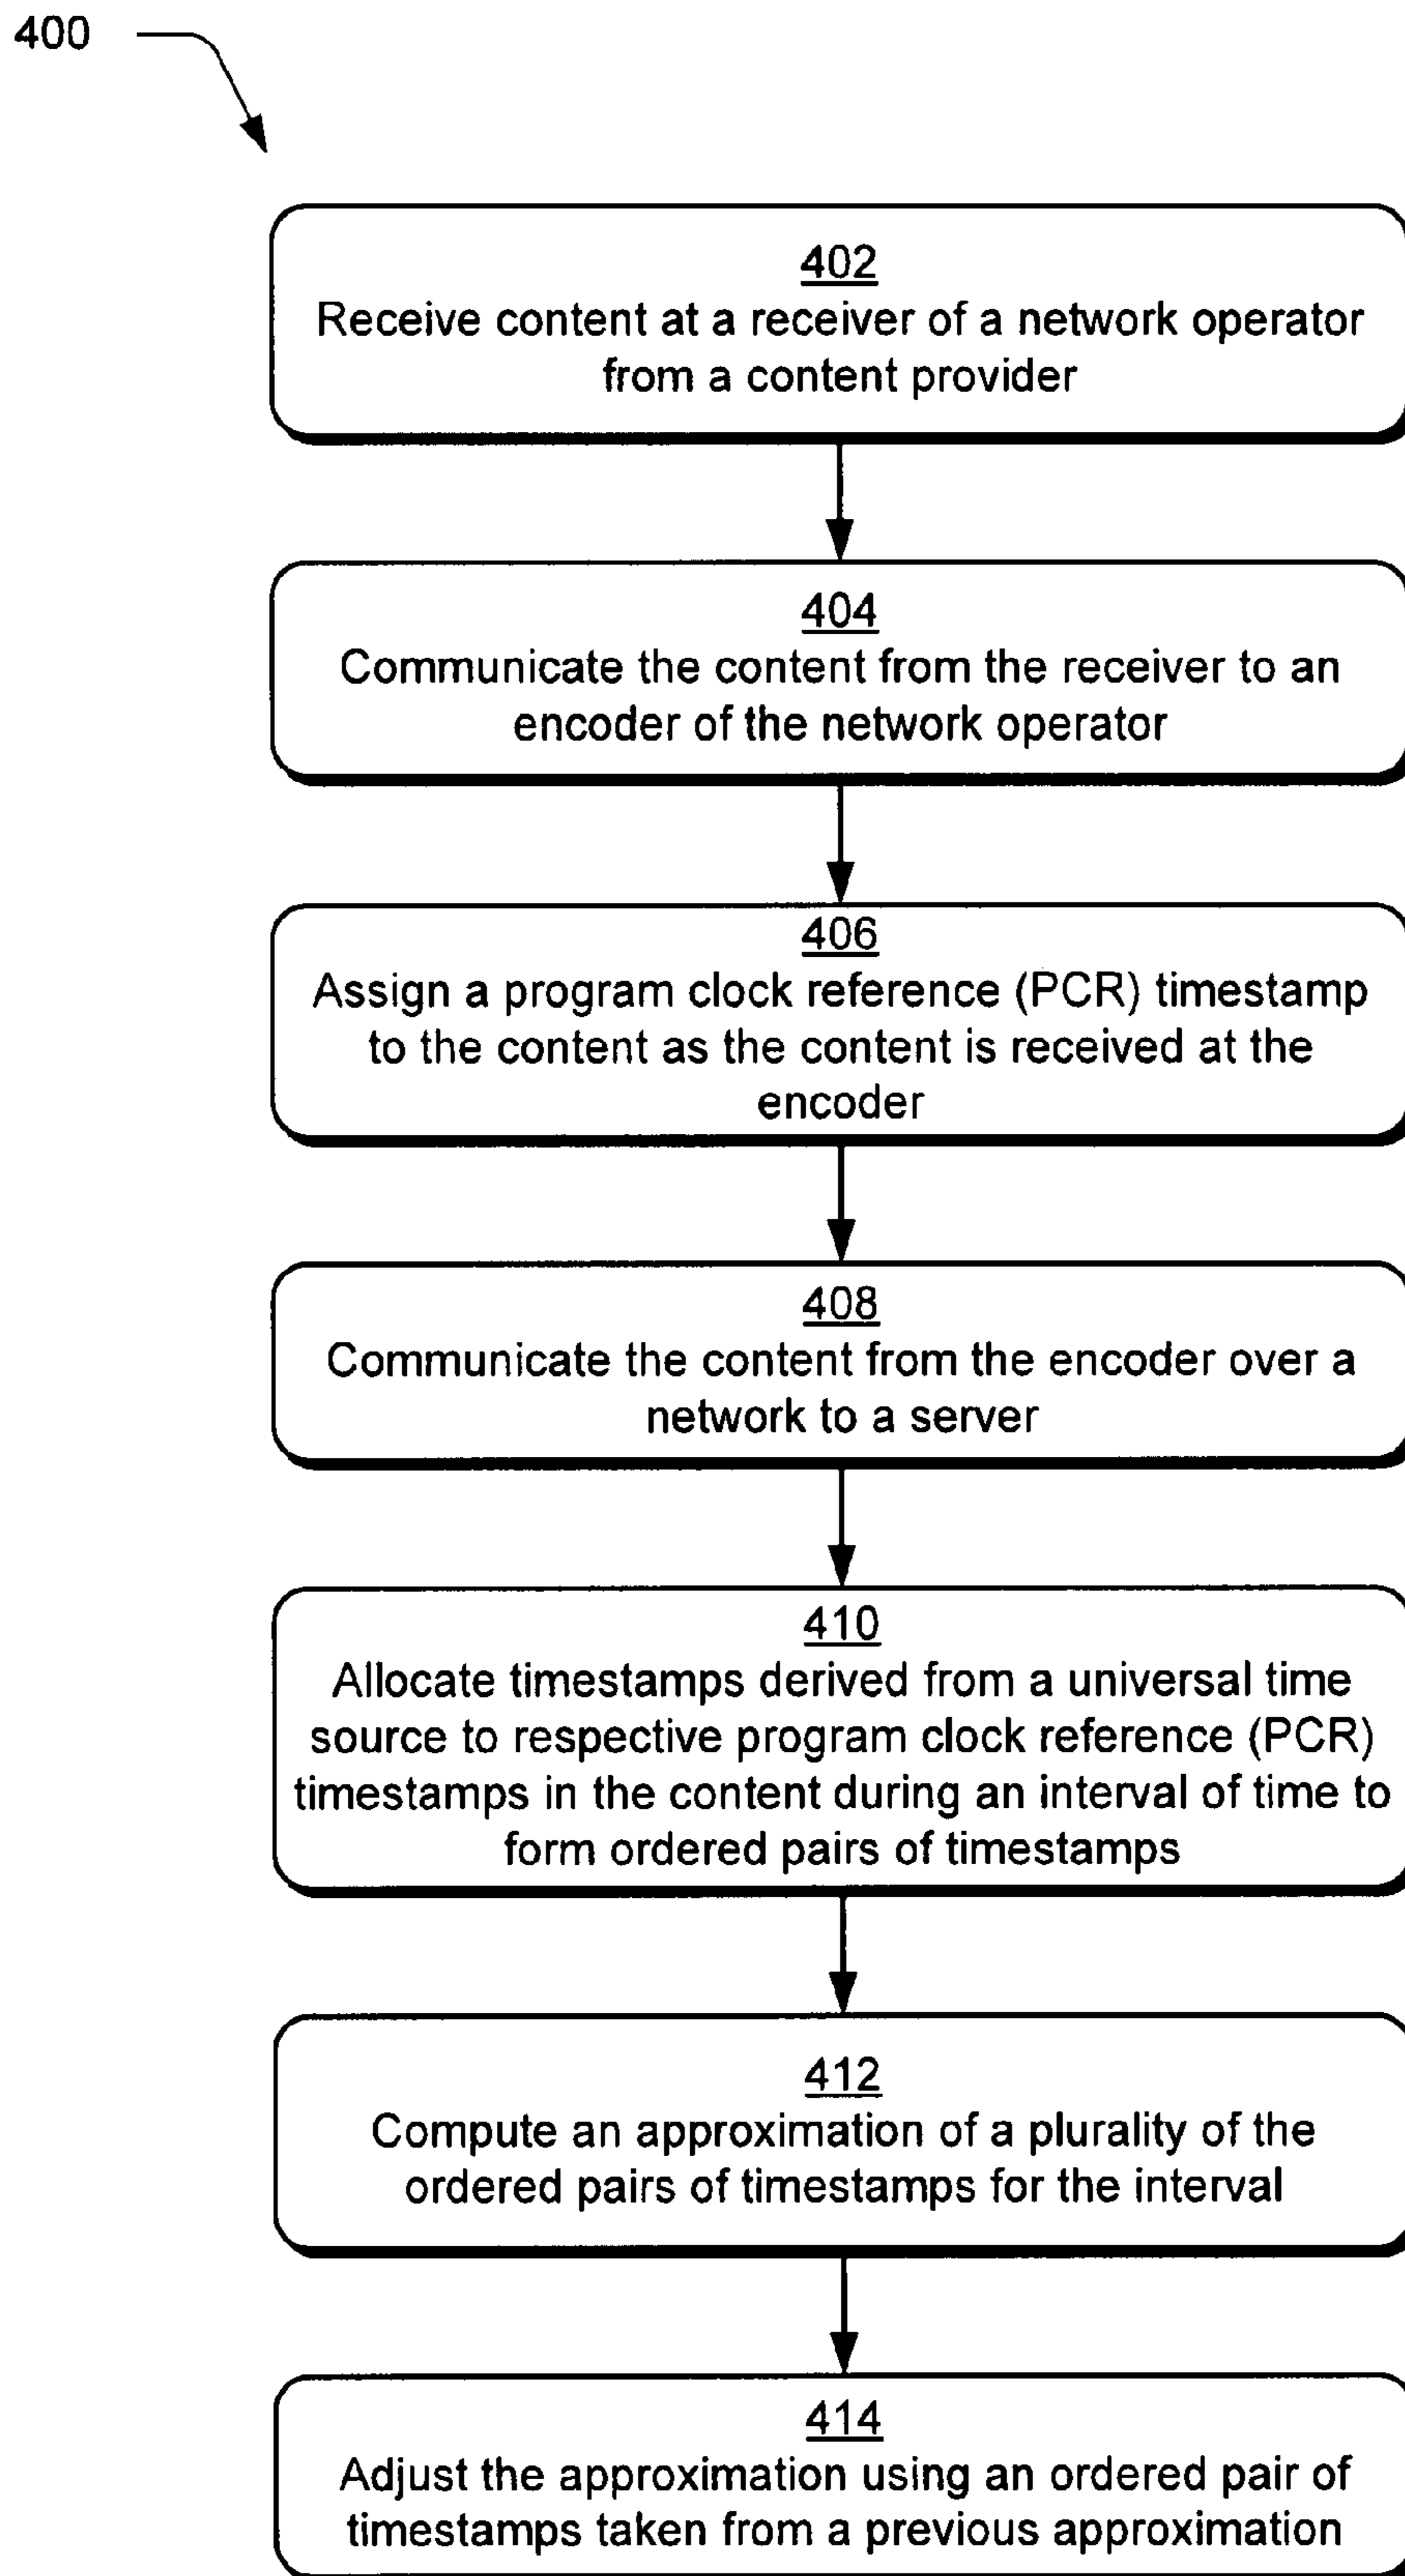 400
402
Receive content at a receiver of a network operator
from a content provider
404
Communicate the content from the receiver to an
encoder of the network operator
406
Assign a program clock reference (PCR) timestamp
to the content as the content is received at the
encoder
408
Communicate the content from the encoder over a
network to a server
410
Allocate timestamps derived from a universal time
source to respective program clock reference (PCR)
timestamps in the content during an interval of time to
form ordered pairs of timestamps
412
Compute an approximation of a plurality of the
ordered pairs of timestamps for the interval
414
Adjust the approximation using an ordered pair of
timestamps taken from a previous approximation